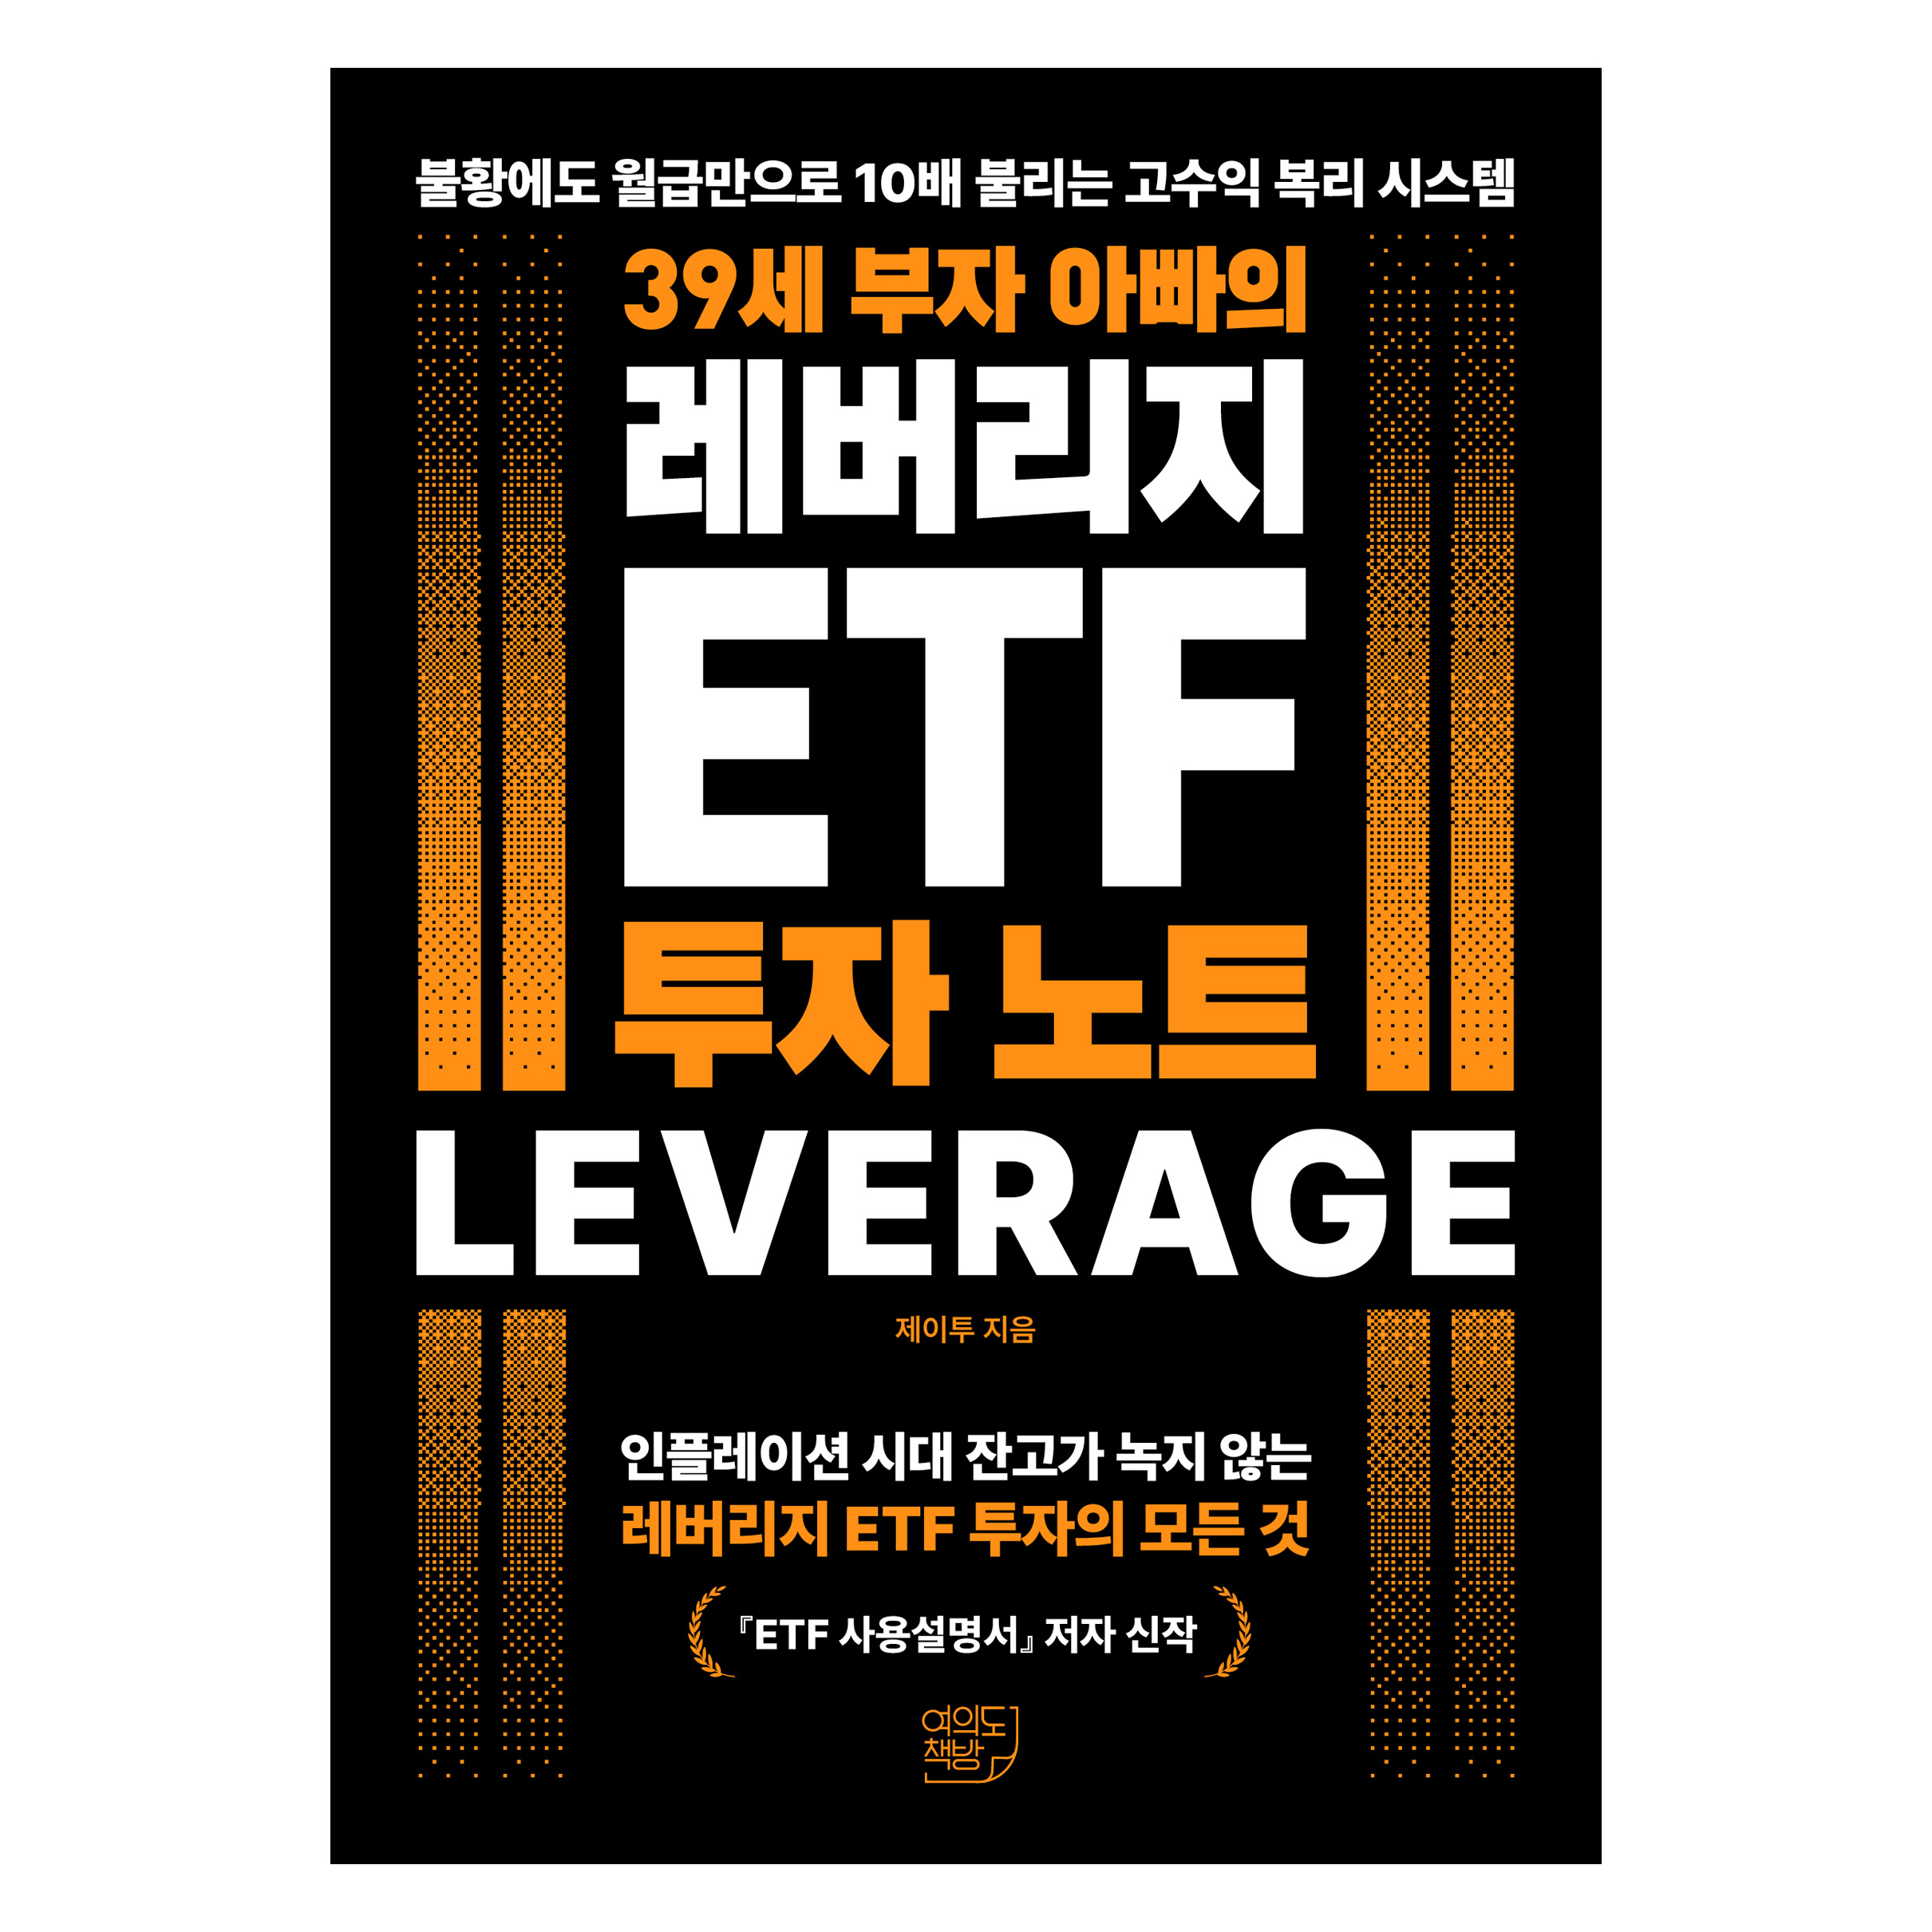 불황에도 월급만으로 10배 불리는 고수의 복리 시스템
39세 부자 아빠의
레버리지
ETF
투자 노트
LEVERAGE
제이투 지음
인플레이션 시대 잔고가 녹지 않는
레버리지 ETF 투자의 모든 것
『ETF 사용설명서』 저자 신작
여의도
책방